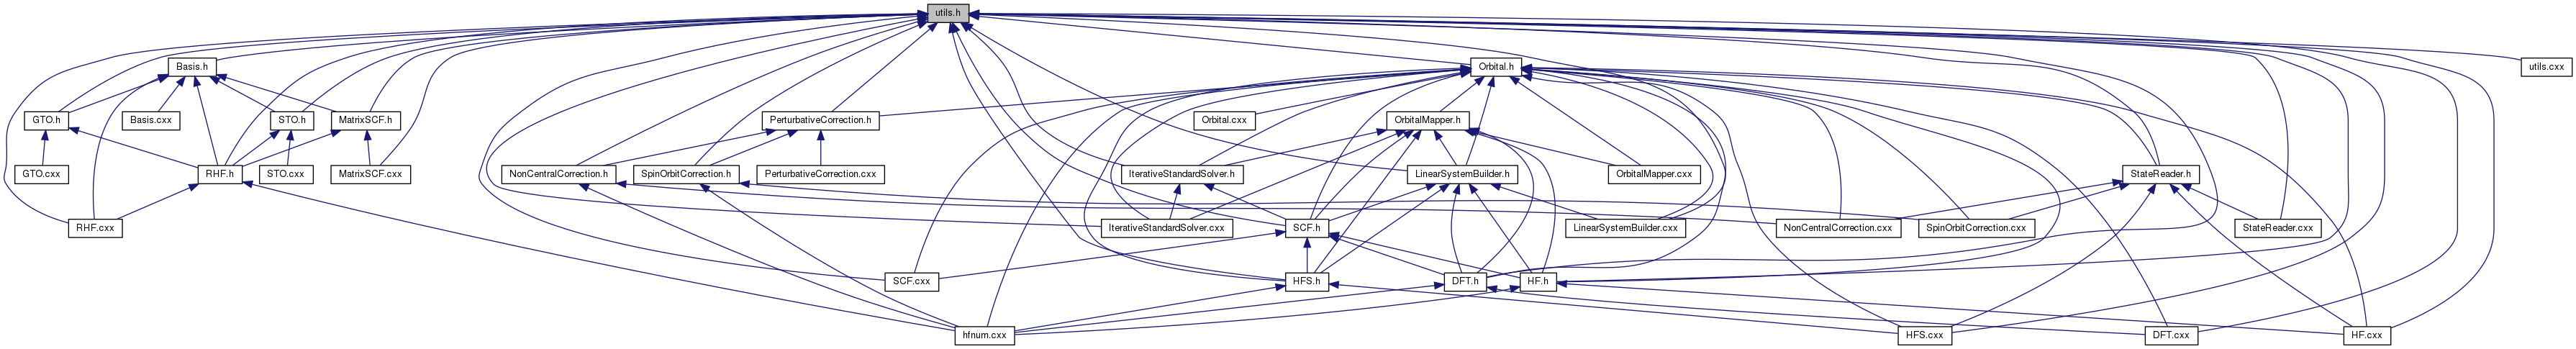 utils.h
Basis.h
Orbital.h
utils.cxx
GTO.h
Basis.cxx
STO.h
MatrixSCF.h
PerturbativeCorrection.h
Orbital.cxx
OrbitalMapper.h
GTO.cxx
RHF.h
STO.cxx
MatrixSCF.cxx
NonCentralCorrection.h
SpinOrbitCorrection.h
PerturbativeCorrection.cxx
IterativeStandardSolver.h
LinearSystemBuilder.h
OrbitalMapper.cxx
StateReader.h
RHF.cxx
IterativeStandardSolver.cxx
SCF.h
LinearSystemBuilder.cxx
NonCentralCorrection.cxx
SpinOrbitCorrection.cxx
StateReader.cxx
SCF.cxx
HFS.h
DFT.h
HF.h
hfnum.cxx
HFS.cxx
DFT.cxx
HF.cxx